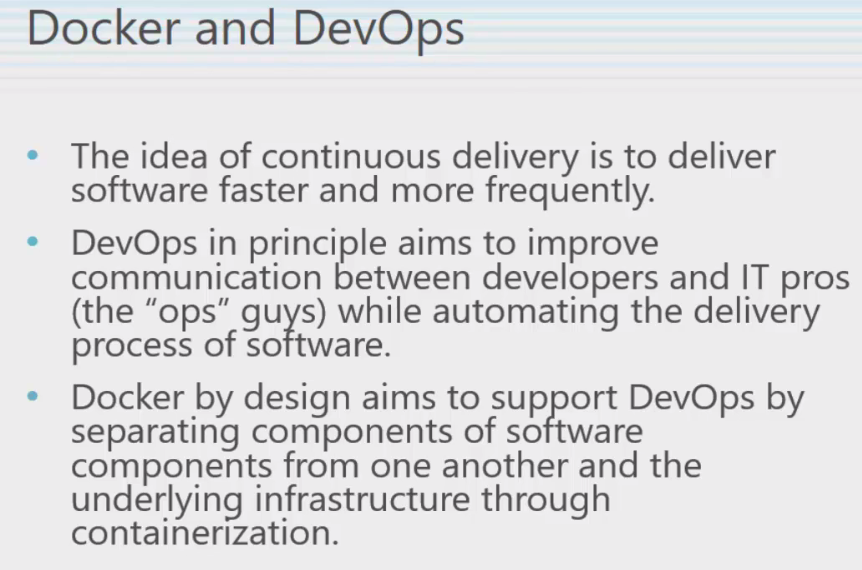 Docker and DevOps
• The idea of continuous delivery is to deliver
software faster and more frequently.
• DevOps in principle aims to improve
communication between developers and IT pros
(the “ops” guys) while automating the delivery
process of software.
• Docker by design aims to support DevOps by
separating components of software
components from one another and the
underlying infrastructure through
containerization.